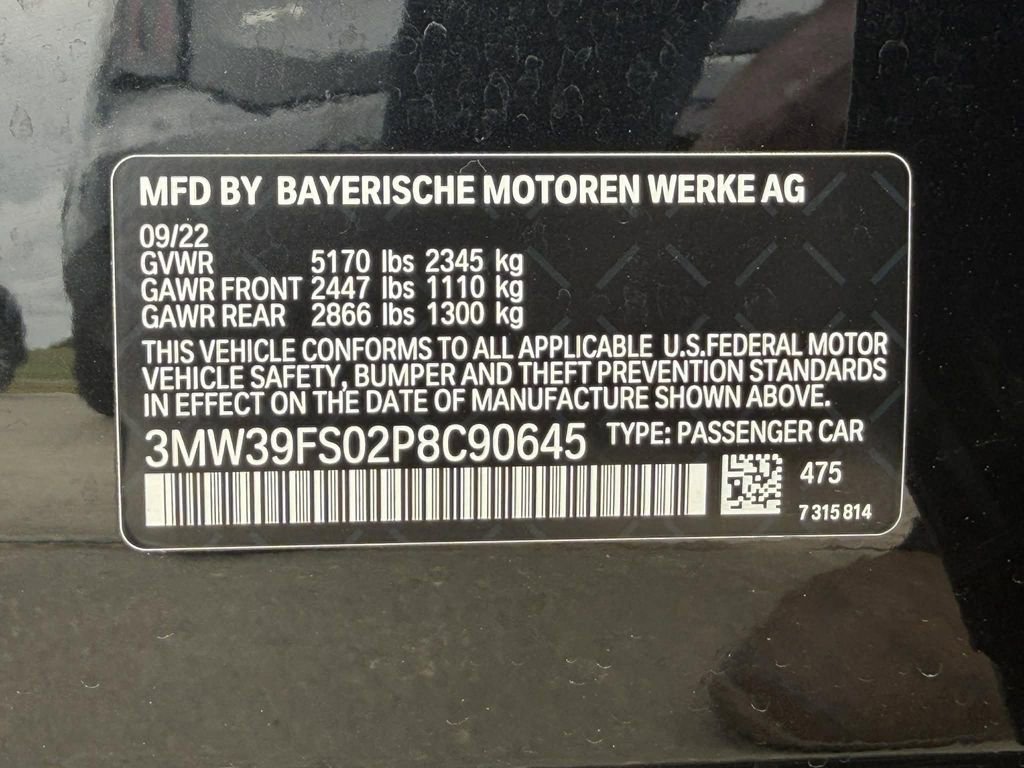 MFD BY BAYERISCHE MOTOREN WERKE AG
09/22
GVWR 5170 lbs 2345 kg
GAWR FRONT 2447 lbs 1110 kg
GAWR REAR 2866 lbs 1300 kg
THIS VEHICLE CONFORMS TO ALL APPLICABLE U.S.FEDERAL MOTOR
VEHICLE SAFETY, BUMPER AND THEFT PREVENTION STANDARDS
IN EFFECT ON THE DATE OF MANUFACTURE SHOWN ABOVE.
3MW39FS02P8C90645 TYPE: PASSENGER CAR
475
7 315 814